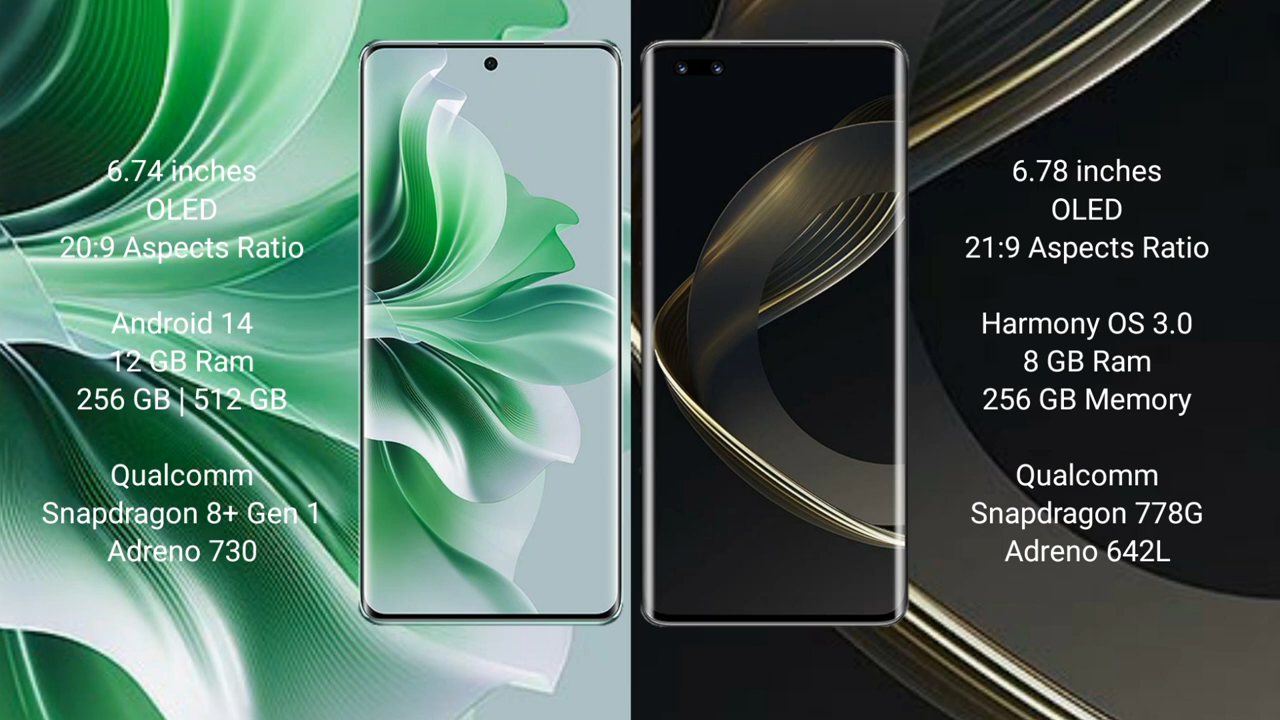 6.74 inches
OLED
20:9 Aspects Ratio
Android 14
12 GB Ram
256 GB | 512 GB
Qualcomm
Snapdragon 8+ Gen 1
Adreno 730
6.78 inches
OLED
21:9 Aspects Ratio
Harmony OS 3.0
8 GB Ram
256 GB Memory
Qualcomm
Snapdragon 778G
Adreno 642L